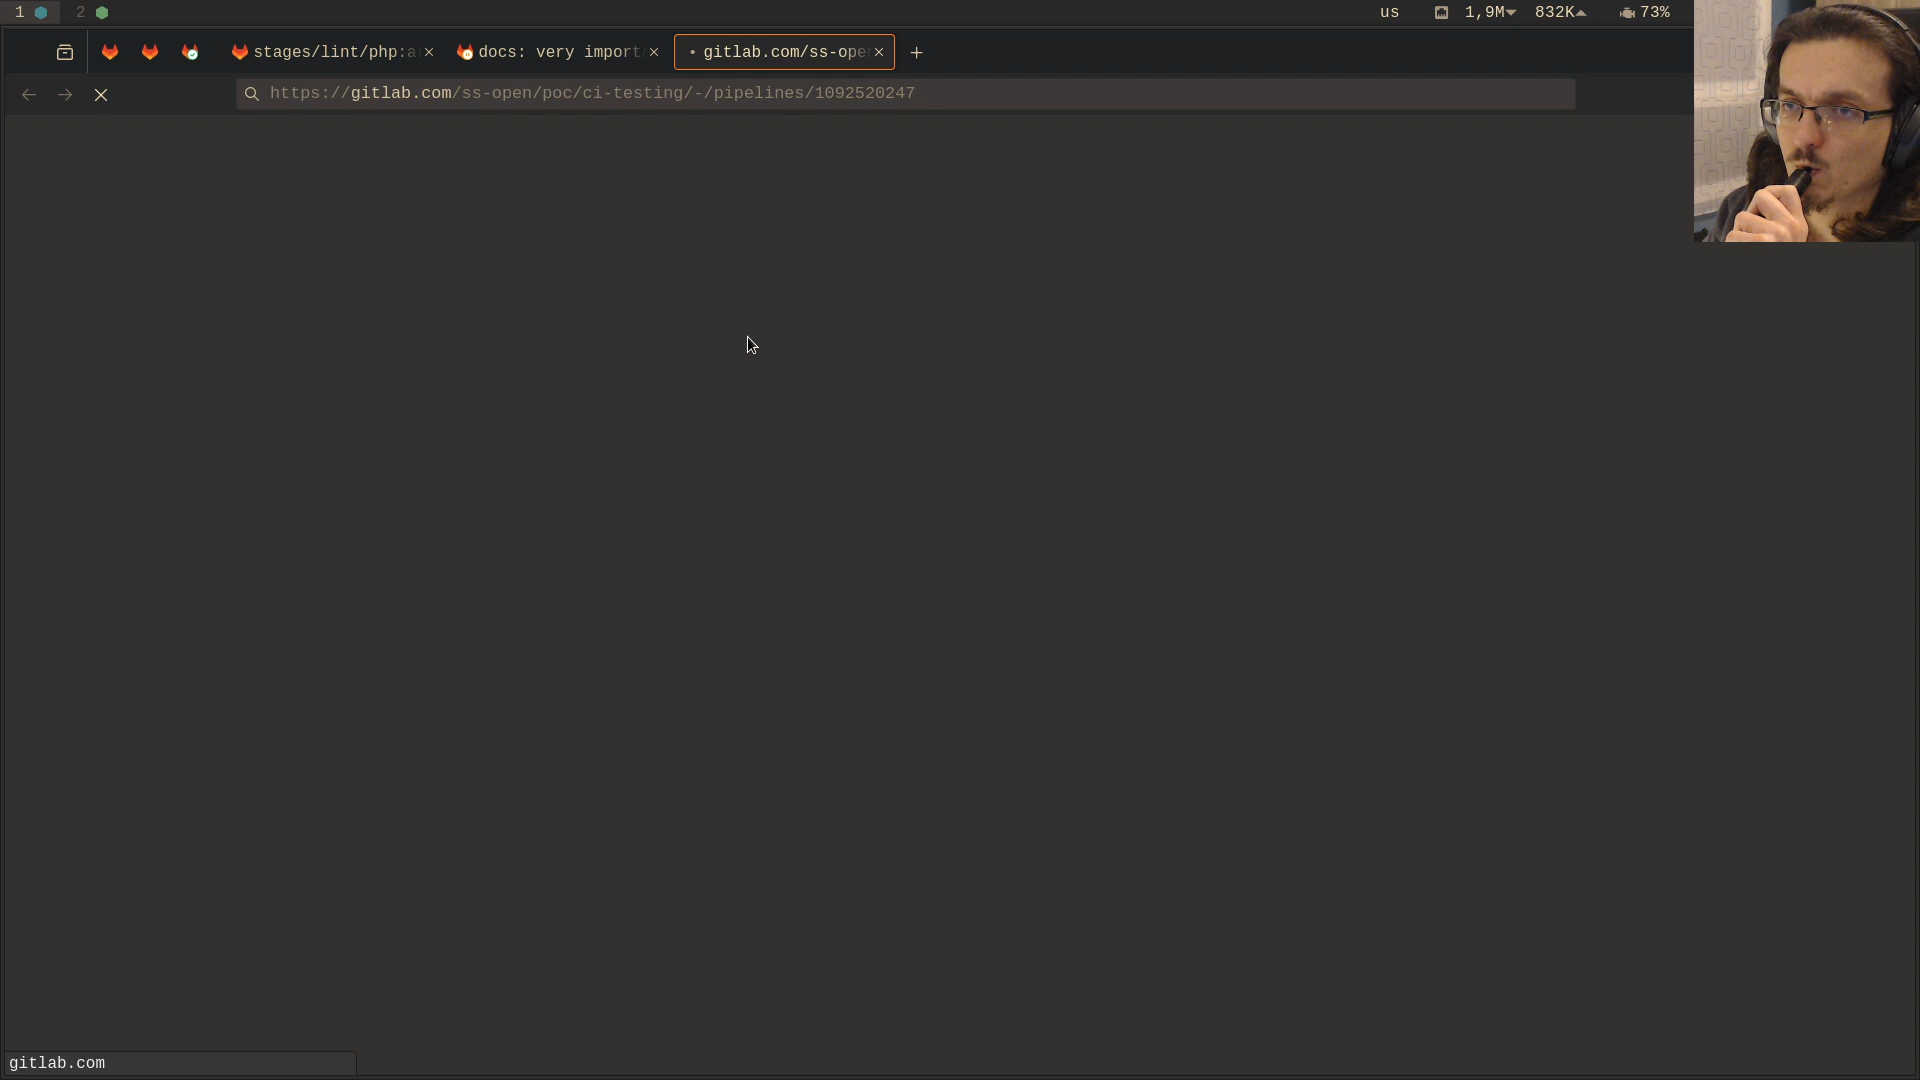 1 2 us 1,9M 832K 73%
stages/lint/php:a docs: very import gitlab.com/ss-ope
https://gitlab.com/ss-open/poc/ci-testing/-/pipelines/1092520247
gitlab.com